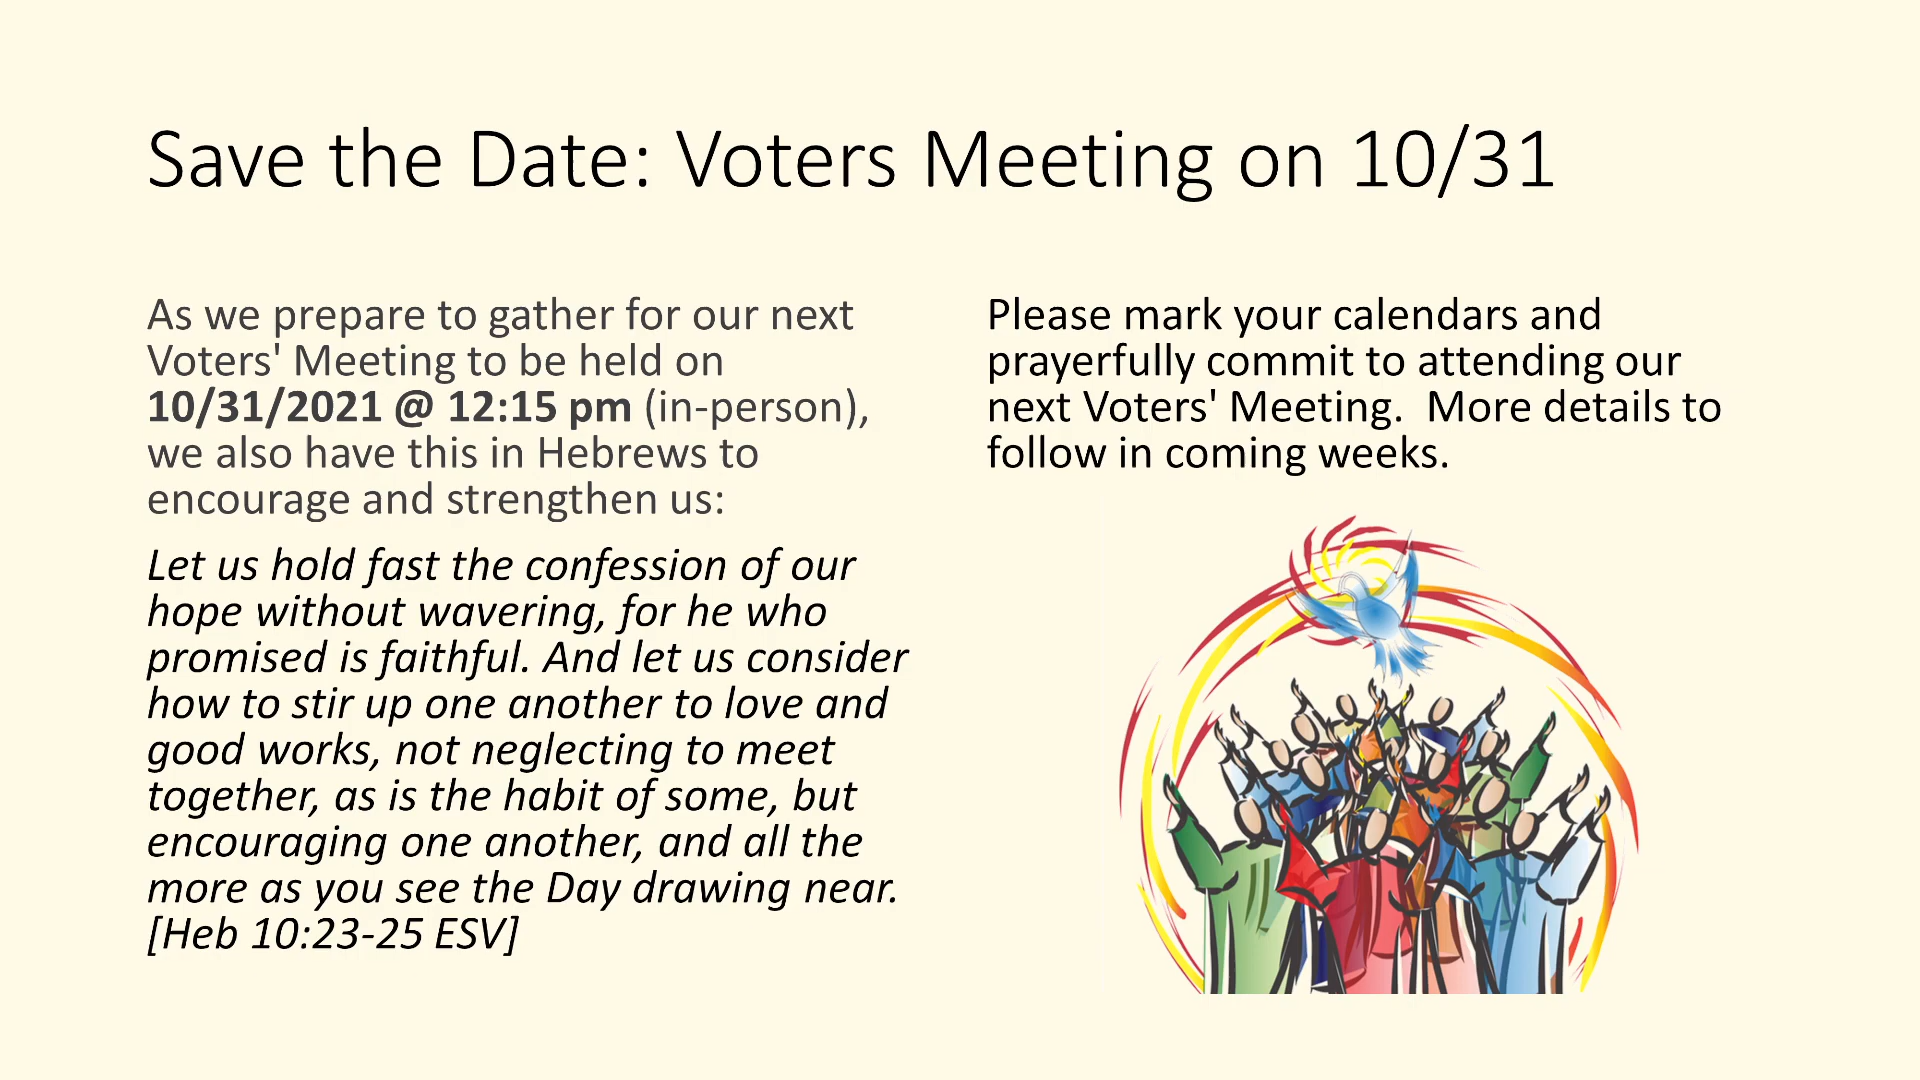 Save the Date: Voters Meeting on 10/31
As we prepare to gather for our next
Voters' Meeting to be held on
10/31/2021 @ 12:15 pm (in-person),
we also have this in Hebrews to
encourage and strengthen us:
Let us hold fast the confession of our
hope without wavering, for he who
promised is faithful. And let us consider
how to stir up one another to love and
good works, not neglecting to meet
together, as is the habit of some, but
encouraging one another, and all the
more as you see the Day drawing near.
[Heb 10:23-25 ESV]
Please mark your calendars and
prayerfully commit to attending our
next Voters' Meeting.  More details to
follow in coming weeks.